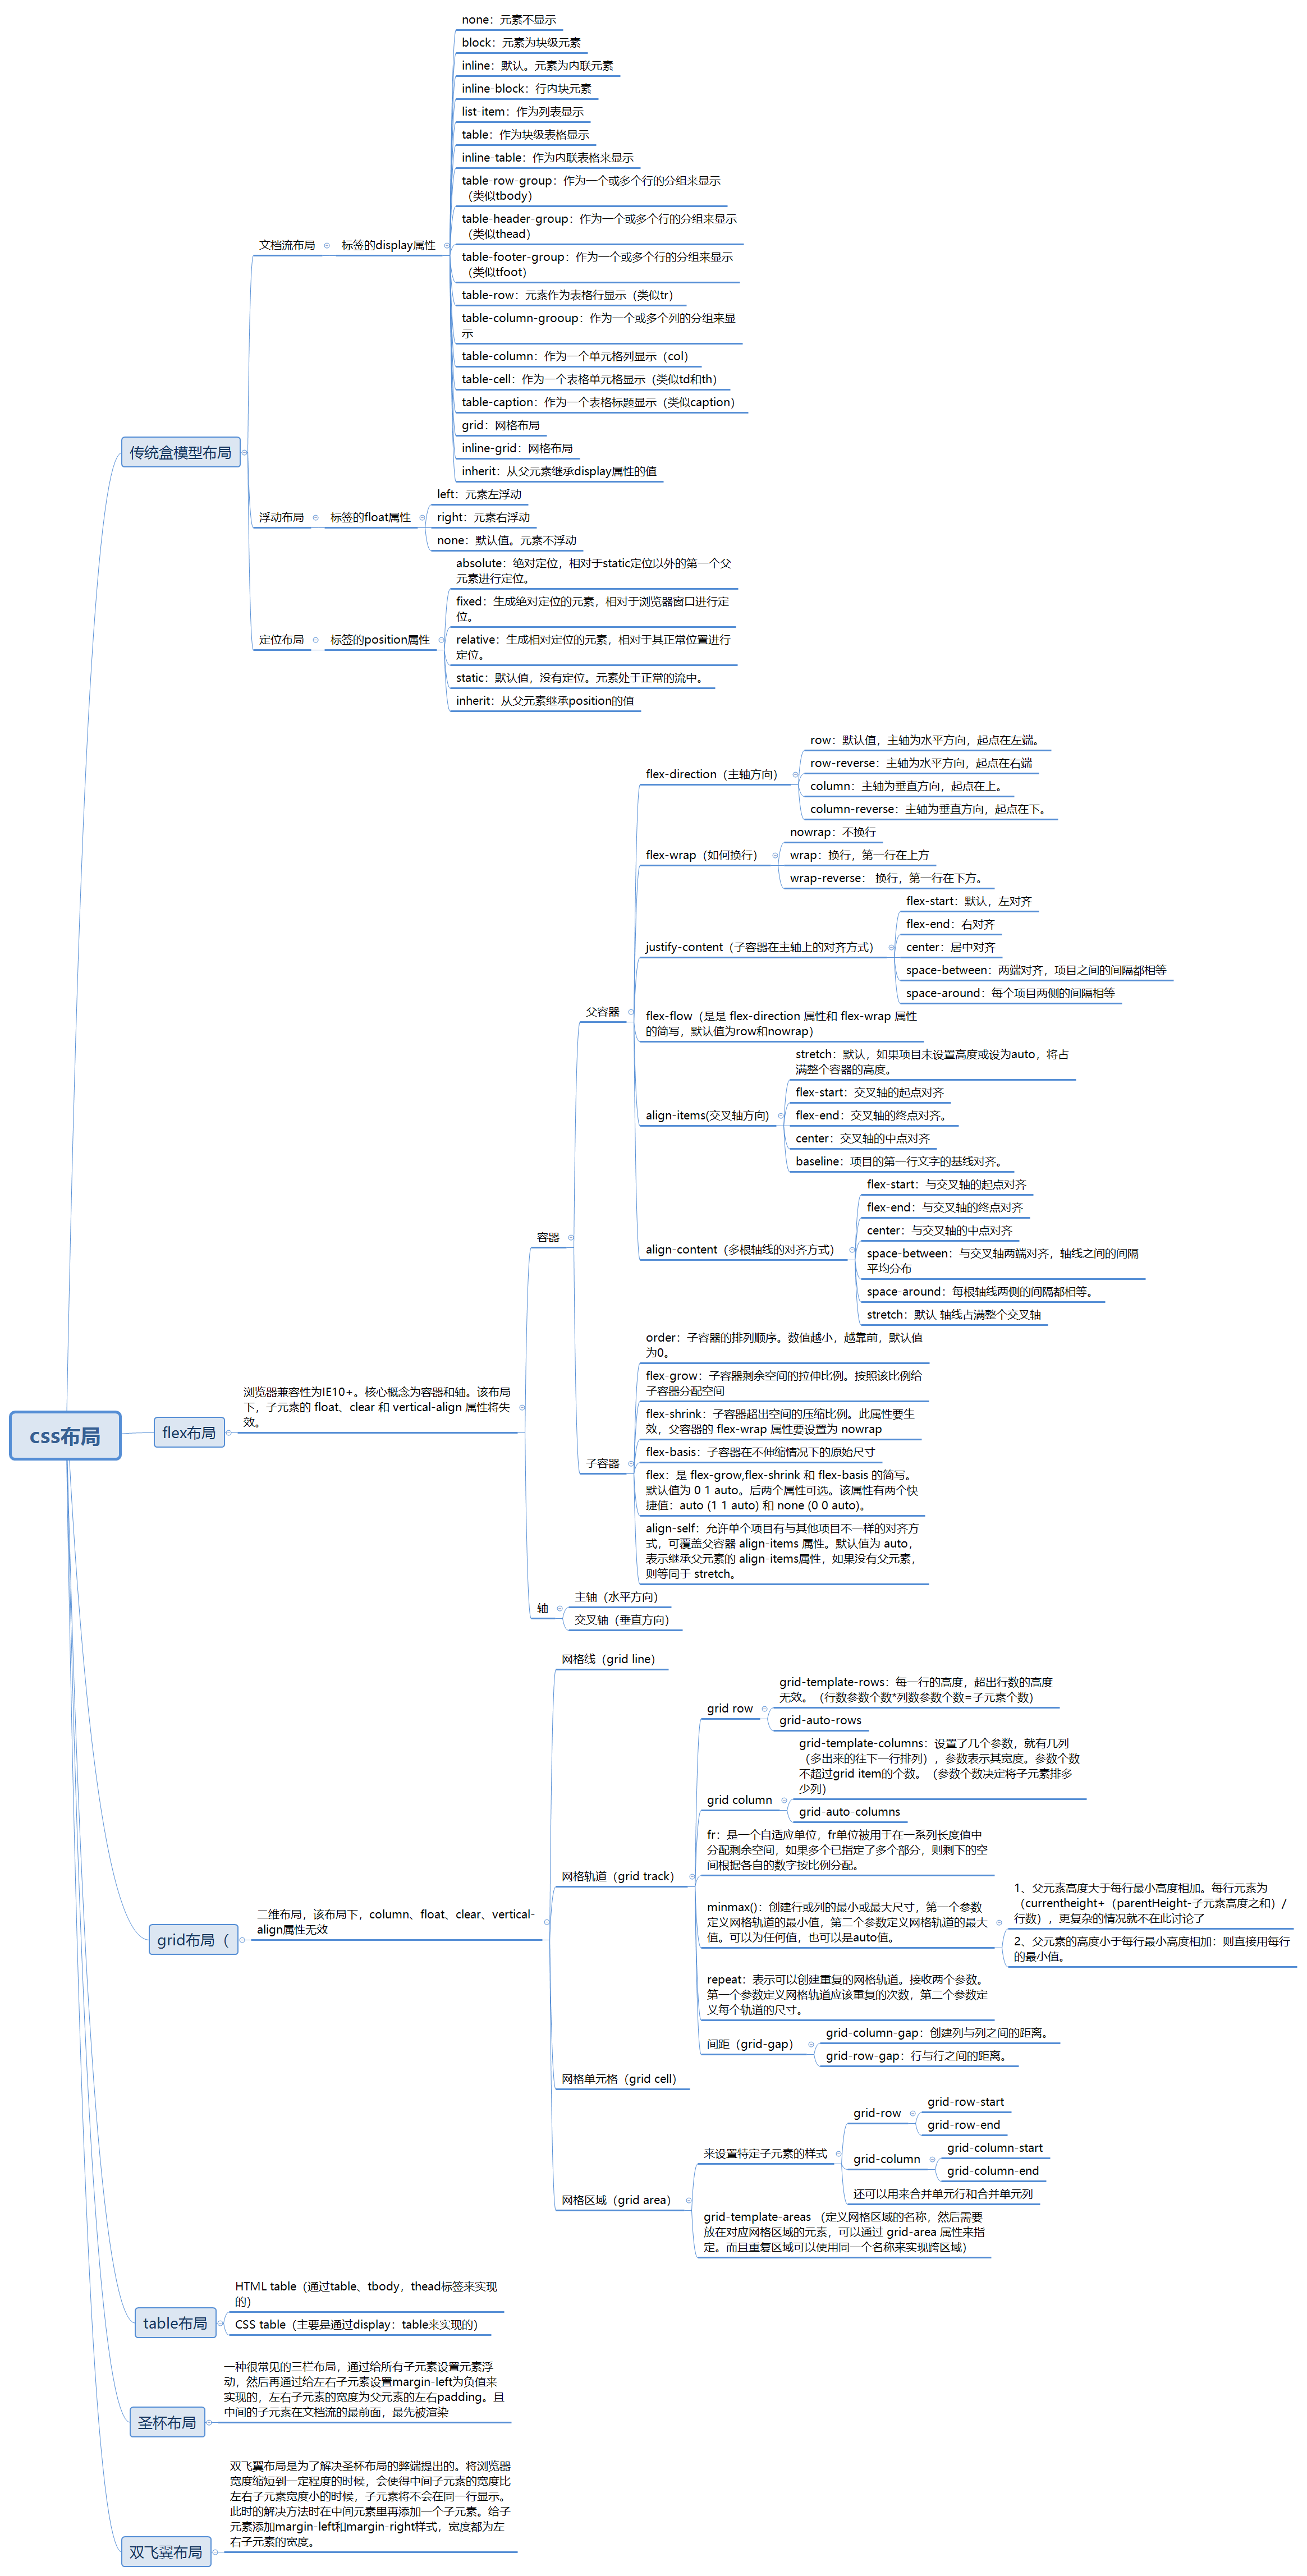 css布局
传统盒模型布局
文档流布局
标签的display属性
none：元素不显示
block：元素为块级元素
inline：默认。元素为内联元素
inline-block：行内块元素
list-item：作为列表显示
table：作为块级表格显示
inline-table：作为内联表格来显示
table-row-group：作为一个或多个行的分组来显示
（类似tbody）
table-header-group：作为一个或多个行的分组来显示
（类似thead）
table-footer-group：作为一个或多个行的分组来显示
（类似tfoot）
table-row：元素作为表格行显示（类似tr）
table-column-grooup：作为一个或多个列的分组来显
示
table-column：作为一个单元格列显示（col）
table-cell：作为一个表格单元格显示（类似td和th）
table-caption：作为一个表格标题显示（类似caption）
grid：网格布局
inline-grid：网格布局
inherit：从父元素继承display属性的值
浮动布局
标签的float属性
left：元素左浮动
right：元素右浮动
none：默认值。元素不浮动
定位布局
标签的position属性
absolute：绝对定位，相对于static定位以外的第一个父
元素进行定位。
fixed：生成绝对定位的元素，相对于浏览器窗口进行定
位。
relative：生成相对定位的元素，相对于其正常位置进行
定位。
static：默认值，没有定位。元素处于正常的流中。
inherit：从父元素继承position的值
flex布局
浏览器兼容性为IE10+。核心概念为容器和轴。该布局
下，子元素的 float、clear 和 vertical-align 属性将失
效。
容器
父容器
flex-direction（主轴方向）
row：默认值，主轴为水平方向，起点在左端。
row-reverse：主轴为水平方向，起点在右端
column：主轴为垂直方向，起点在上。
column-reverse：主轴为垂直方向，起点在下。
flex-wrap（如何换行）
nowrap：不换行
wrap：换行，第一行在上方
wrap-reverse： 换行，第一行在下方。
justify-content（子容器在主轴上的对齐方式）
flex-start：默认，左对齐
flex-end：右对齐
center：居中对齐
space-between：两端对齐，项目之间的间隔都相等
space-around：每个项目两侧的间隔相等
flex-flow（是是 flex-direction 属性和 flex-wrap 属性
的简写，默认值为row和nowrap）
align-items(交叉轴方向)
stretch：默认，如果项目未设置高度或设为auto，将占
满整个容器的高度。
flex-start：交叉轴的起点对齐
flex-end：交叉轴的终点对齐。
center：交叉轴的中点对齐
baseline：项目的第一行文字的基线对齐。
align-content（多根轴线的对齐方式）
flex-start：与交叉轴的起点对齐
flex-end：与交叉轴的终点对齐
center：与交叉轴的中点对齐
space-between：与交叉轴两端对齐，轴线之间的间隔
平均分布
space-around：每根轴线两侧的间隔都相等。
stretch：默认 轴线占满整个交叉轴
子容器
order：子容器的排列顺序。数值越小，越靠前，默认值
为0。
flex-grow：子容器剩余空间的拉伸比例。按照该比例给
子容器分配空间
flex-shrink：子容器超出空间的压缩比例。此属性要生
效，父容器的 flex-wrap 属性要设置为 nowrap
flex-basis：子容器在不伸缩情况下的原始尺寸
flex：是 flex-grow,flex-shrink 和 flex-basis 的简写。
默认值为 0 1 auto。后两个属性可选。该属性有两个快
捷值：auto (1 1 auto) 和 none (0 0 auto)。
align-self：允许单个项目有与其他项目不一样的对齐方
式，可覆盖父容器 align-items 属性。默认值为 auto，
表示继承父元素的 align-items属性，如果没有父元素，
则等同于 stretch。
轴
主轴（水平方向）
交叉轴（垂直方向）
grid布局（
二维布局，该布局下，column、float、clear、vertical-
align属性无效
网格线（grid line）
网格轨道（grid track）
grid row
grid-template-rows：每一行的高度，超出行数的高度
无效。（行数参数个数*列数参数个数=子元素个数）
grid-auto-rows
grid column
grid-template-columns：设置了几个参数，就有几列
（多出来的往下一行排列），参数表示其宽度。参数个数
不超过grid item的个数。（参数个数决定将子元素排多
少列）
grid-auto-columns
fr：是一个自适应单位，fr单位被用于在一系列长度值中
分配剩余空间，如果多个已指定了多个部分，则剩下的空
间根据各自的数字按比例分配。
minmax()：创建行或列的最小或最大尺寸，第一个参数
定义网格轨道的最小值，第二个参数定义网格轨道的最大
值。可以为任何值，也可以是auto值。
1、父元素高度大于每行最小高度相加。每行元素为
（currentheight+（parentHeight-子元素高度之和）/
行数），更复杂的情况就不在此讨论了
2、父元素的高度小于每行最小高度相加：则直接用每行
的最小值。
repeat：表示可以创建重复的网格轨道。接收两个参数。
第一个参数定义网格轨道应该重复的次数，第二个参数定
义每个轨道的尺寸。
间距（grid-gap）
grid-column-gap：创建列与列之间的距离。
grid-row-gap：行与行之间的距离。
网格单元格（grid cell）
网格区域（grid area）
来设置特定子元素的样式
grid-row
grid-row-start
grid-row-end
grid-column
grid-column-start
grid-column-end
还可以用来合并单元行和合并单元列
grid-template-areas （定义网格区域的名称，然后需要
放在对应网格区域的元素，可以通过 grid-area 属性来指
定。而且重复区域可以使用同一个名称来实现跨区域）
table布局
HTML table（通过table、tbody，thead标签来实现
的）
CSS table（主要是通过display：table来实现的）
圣杯布局
一种很常见的三栏布局，通过给所有子元素设置元素浮
动，然后再通过给左右子元素设置margin-left为负值来
实现的，左右子元素的宽度为父元素的左右padding。且
中间的子元素在文档流的最前面，最先被渲染
双飞翼布局
双飞翼布局是为了解决圣杯布局的弊端提出的。将浏览器
宽度缩短到一定程度的时候，会使得中间子元素的宽度比
左右子元素宽度小的时候，子元素将不会在同一行显示。
此时的解决方法时在中间元素里再添加一个子元素。给子
元素添加margin-left和margin-right样式，宽度都为左
右子元素的宽度。